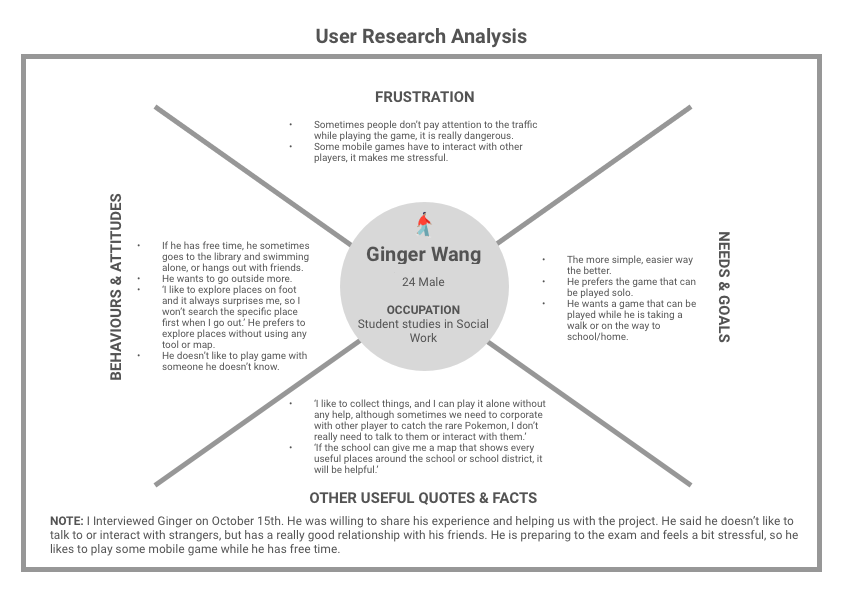 User Research Analysis
FRUSTRATION
• Sometimes people don't pay attention to the traffic
while playing the game, it is really dangerous.
• Some mobile games have to interact with other
players, it makes me stressful.
BEHAVIOURS & ATTITUDES
• If he has free time, he sometimes
goes to the library and swimming
alone, or hangs out with friends.
• He wants to go outside more.
• 'I like to explore places on foot
and it always surprises me, so I
won't search the specific place
first when I go out.' He prefers to
explore places without using any
tool or map.
• He doesn't like to play game with
someone he doesn't know.
Ginger Wang
24 Male
OCCUPATION
Student studies in Social
Work
NEEDS & GOALS
• The more simple, easier way
the better.
• He prefers the game that can
be played solo.
• He wants a game that can be
played while he is taking a
walk or on the way to
school/home.
• 'I like to collect things, and I can play it alone without
any help, although sometimes we need to corporate
with other player to catch the rare Pokemon, I don't
really need to talk to them or interact with them.'
• 'If the school can give me a map that shows every
useful places around the school or school district, it
will be helpful.'
OTHER USEFUL QUOTES & FACTS
NOTE: I Interviewed Ginger on October 15th. He was willing to share his experience and helping us with the project. He said he doesn't like to
talk to or interact with strangers, but has a really good relationship with his friends. He is preparing to the exam and feels a bit stressful, so he
likes to play some mobile game while he has free time.